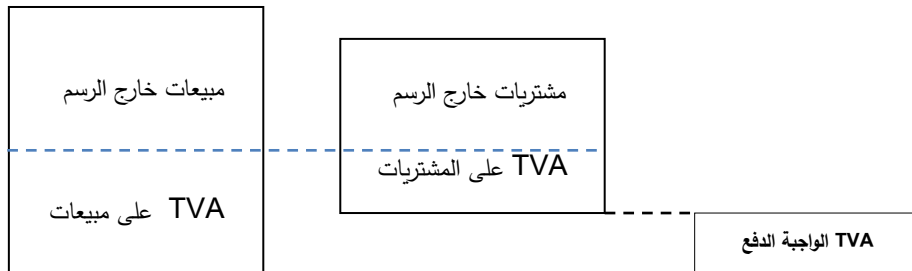 مبيعات خارج الرسم
مشتريات خارج الرسم
TVA على المشتريات
TVA على مبيعات
TVA الواجبة الدفع